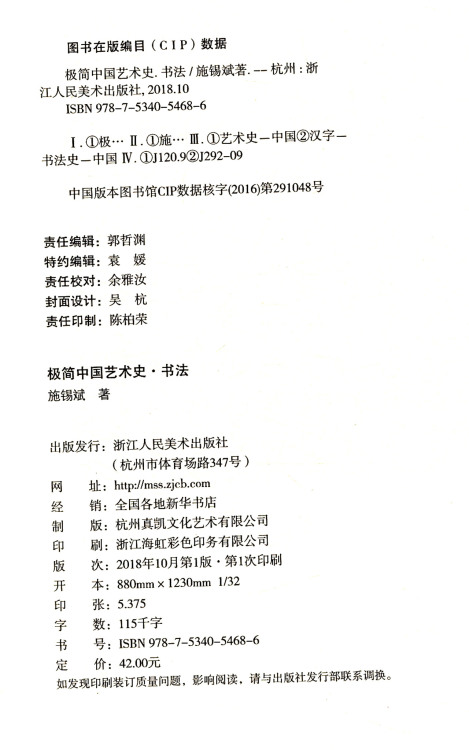 图书在版编目(CIP)数据
极简中国艺术史.书法/施锡斌著.--杭州:浙
江人民美术出版社,2018.10
ISBN 978-7-5340-5468-6
Ⅰ.①极… Ⅱ.①施… Ⅲ.①艺术史—中国②汉字—
书法史—中国 Ⅳ.①J120.9②J292-09
中国版本图书馆CIP数据核字(2016)第291048号
责任编辑:郭哲渊
特约编辑:袁 媛
责任校对:余雅汝
封面设计:吴 杭
责任印制:陈柏荣
极简中国艺术史·书法
施锡斌 著
出版发行:浙江人民美术出版社
(杭州市体育场路347号)
网 址:http://mss.zjcb.com
经 销:全国各地新华书店
制 版:杭州真凯文化艺术有限公司
印 刷:浙江海虹彩色印务有限公司
版 次:2018年10月第1版·第1次印刷
开 本:880mm×1230mm 1/32
印 张:5.375
字 数:115千字
书 号:ISBN 978-7-5340-5468-6
定 价:42.00元
如发现印刷装订质量问题,影响阅读,请与出版社发行部联系调换。